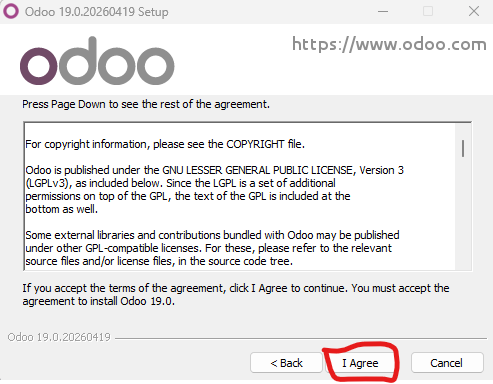 Odoo 19.0.20260419 Setup
odoo
https://www.odoo.com
Press Page Down to see the rest of the agreement.
For copyright information, please see the COPYRIGHT file.
Odoo is published under the GNU LESSER GENERAL PUBLIC LICENSE, Version 3
(LGPLv3), as included below. Since the LGPL is a set of additional
permissions on top of the GPL, the text of the GPL is included at the
bottom as well.
Some external libraries and contributions bundled with Odoo may be published
under other GPL-compatible licenses. For these, please refer to the relevant
source files and/or license files, in the source code tree.
If you accept the terms of the agreement, click I Agree to continue. You must accept the
agreement to install Odoo 19.0.
Odoo 19.0.20260419
< Back
I Agree
Cancel